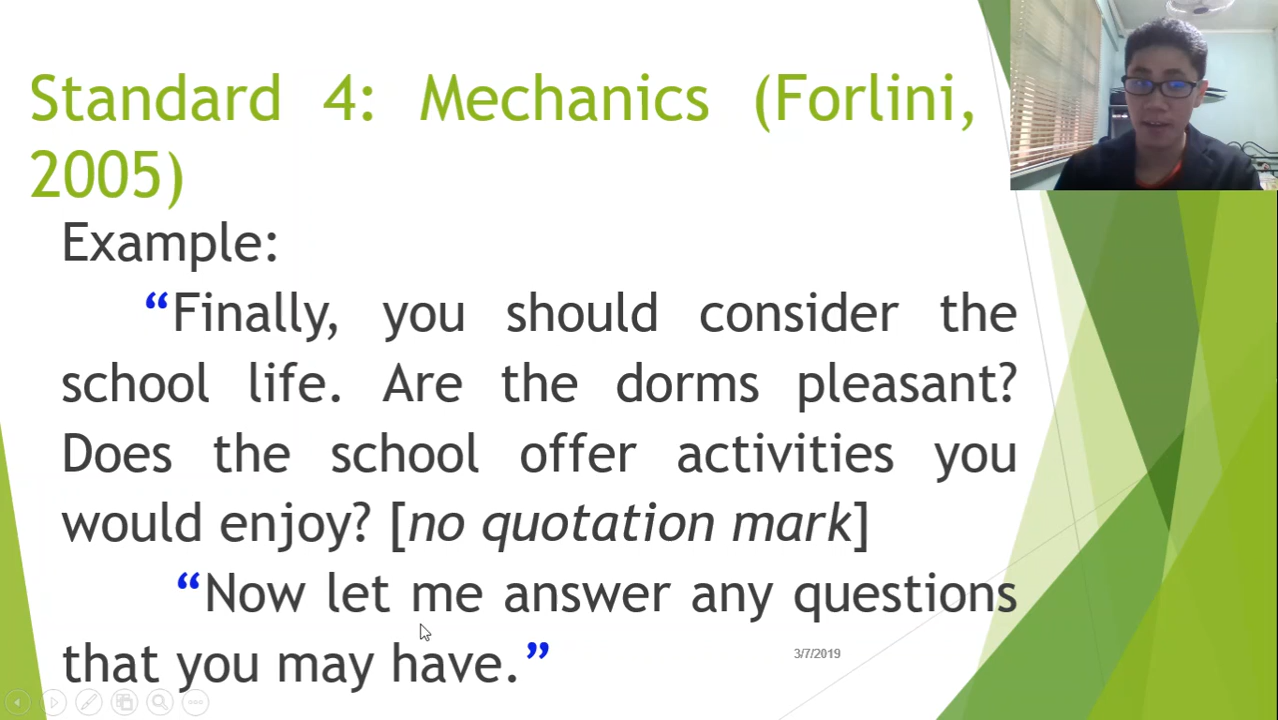 Standard 4: Mechanics (Forlini,
2005)
Example:
“Finally, you should consider the
school life. Are the dorms pleasant?
Does the school offer activities you
would enjoy? [no quotation mark]
“Now let me answer any questions
that you may have.”
3/7/2019